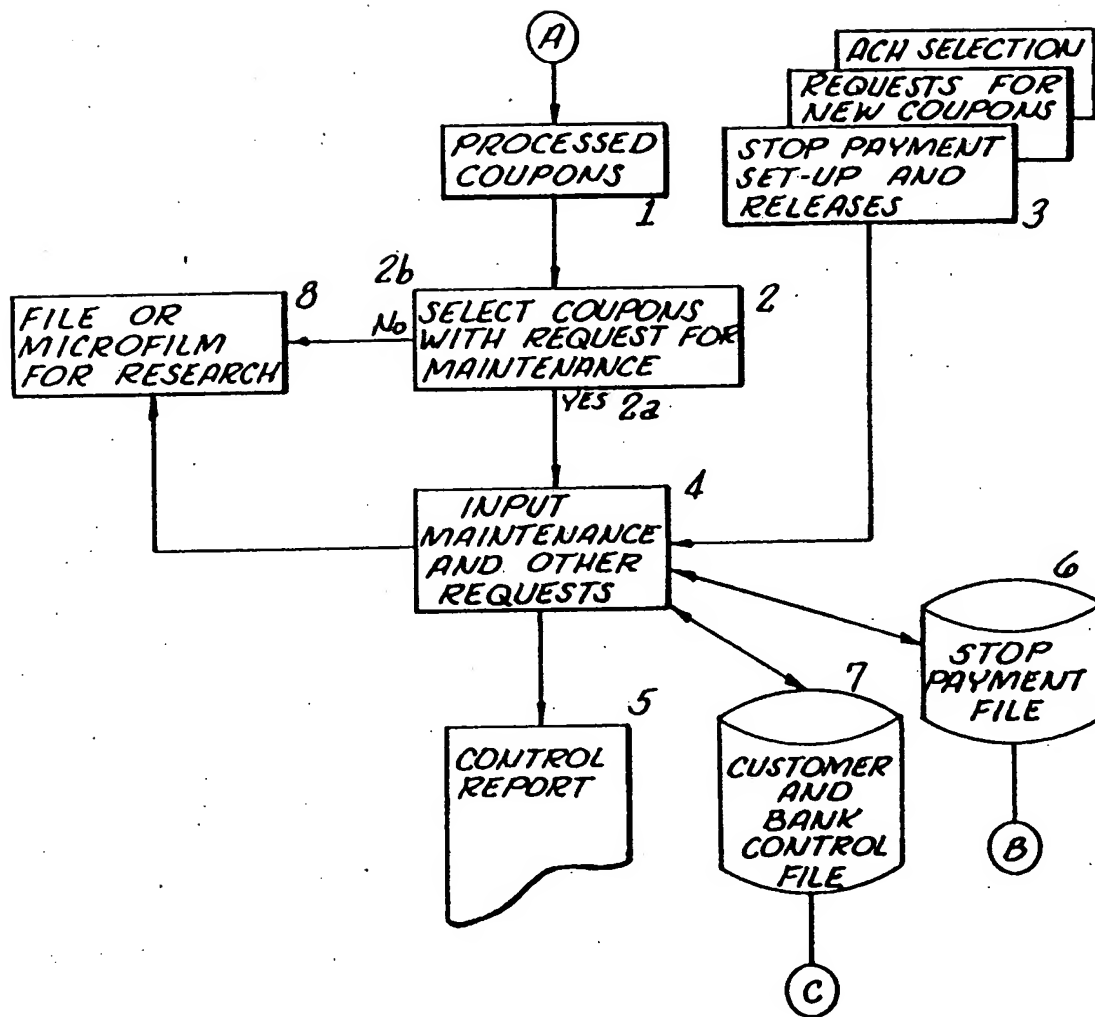 A
ACH SELECTION
REQUESTS FOR
NEW COUPONS
STOP PAYMENT
SET-UP AND
RELEASES
3
PROCESSED
COUPONS
1
2b
2
SELECT COUPONS
WITH REQUEST FOR
MAINTENANCE
No
YES 2a
8
FILE OR
MICROFILM
FOR RESEARCH
4
INPUT
MAINTENANCE
AND OTHER
REQUESTS
6
STOP
PAYMENT
FILE
7
CUSTOMER
AND
BANK
CONTROL
FILE
5
CONTROL
REPORT
B
C